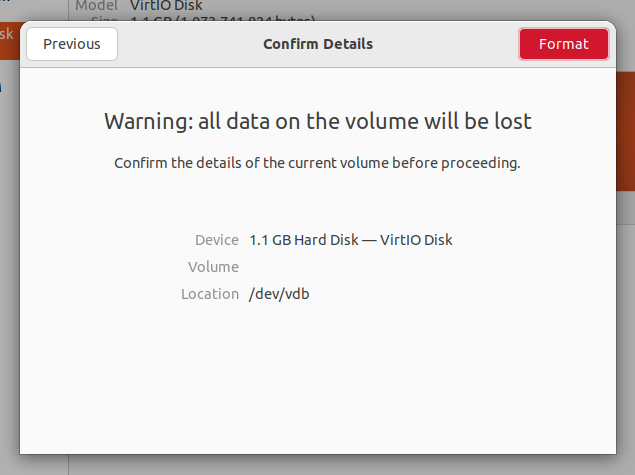 Model VirtIO Disk
Size 1.1 GB (1,073,741,824 bytes)
sk
Previous
Confirm Details
Format
Warning: all data on the volume will be lost
Confirm the details of the current volume before proceeding.
Device 1.1 GB Hard Disk — VirtIO Disk
Volume
Location /dev/vdb